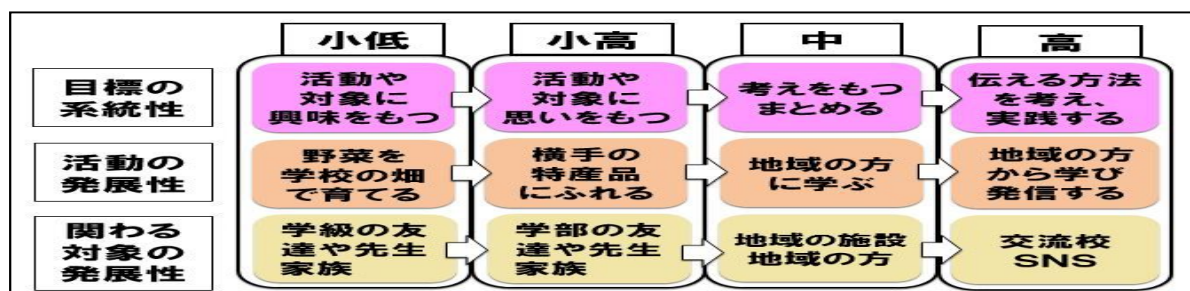 小低
小高
中
高
目標の
系統性
活動や
対象に
興味をもつ
活動や
対象に
思いをもつ
考えをもつ
まとめる
伝える方法
を考え、
実践する
活動の
発展性
野菜を
学校の畑
で育てる
横手の
特産品
にふれる
地域の方
に学ぶ
地域の方
から学び
発信する
関わる
対象の
発展性
学級の友
達や先生
家族
学部の友
達や先生
家族
地域の施設
地域の方
交流校
SNS